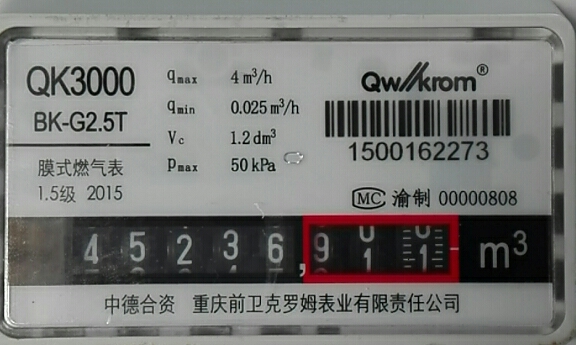 QK3000
BK-G2.5T
膜式燃气表
1.5级 2015
qmax 4 m³/h
qmin 0.025 m³/h
Vc 1.2 dm³
pmax 50 kPa
Qw//krom®
1500162273
MC 渝制 00000808
4 5 2 3 6 , 9 1 1 m³
中德合资 重庆前卫克罗姆表业有限责任公司